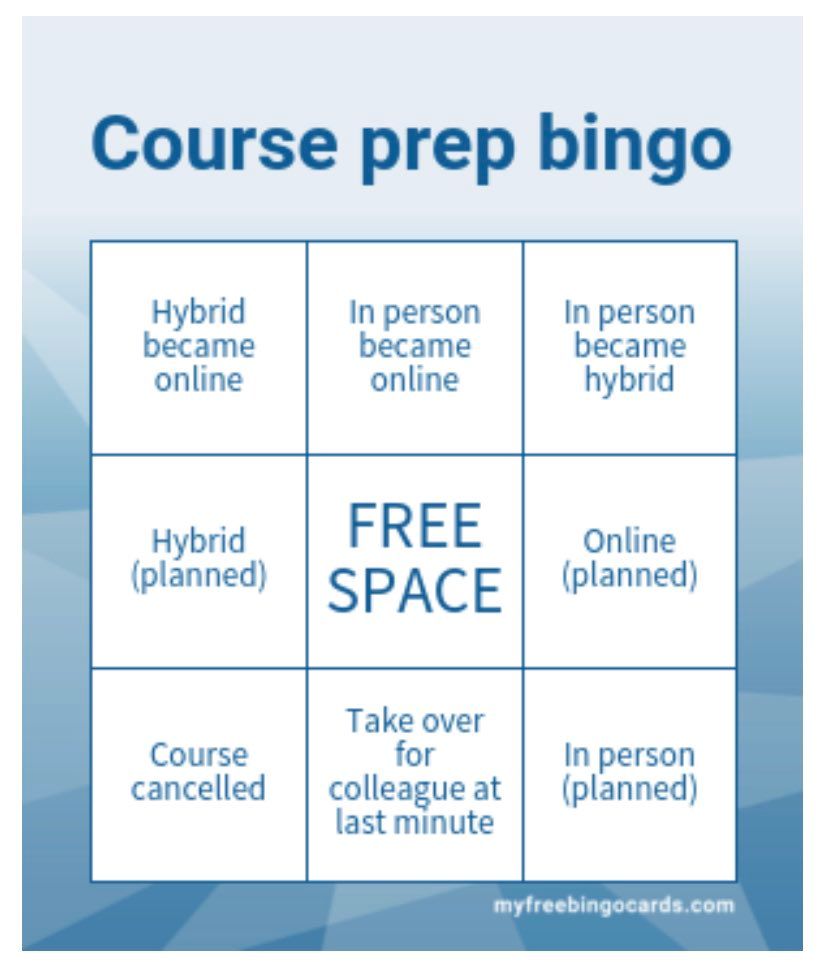 Course prep bingo
Hybrid
became
online
In person
became
online
In person
became
hybrid
Hybrid
(planned)
FREE
SPACE
Online
(planned)
Course
cancelled
Take over
for
colleague at
last minute
In person
(planned)
myfreebingocards.com